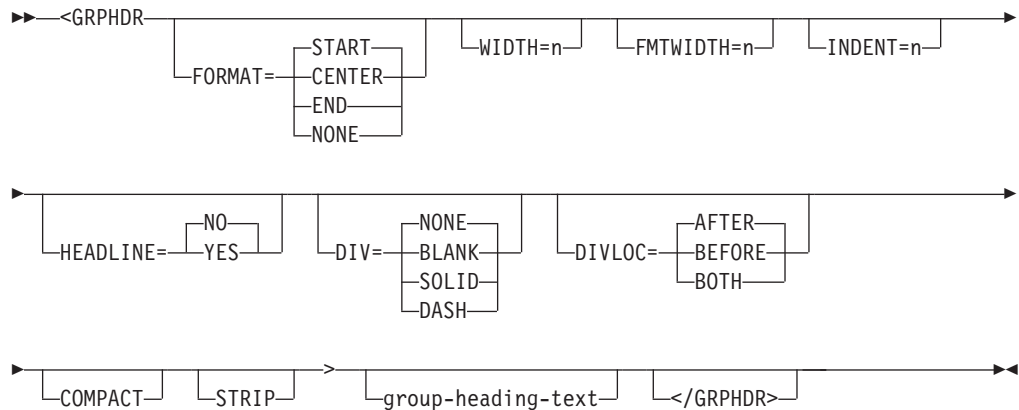 <GRPHDR
FORMAT= START CENTER END NONE
WIDTH=n
FMTWIDTH=n
INDENT=n
HEADLINE= NO YES
DIV= NONE BLANK SOLID DASH
DIVLOC= AFTER BEFORE BOTH
COMPACT
STRIP
>
group-heading-text
</GRPHDR>